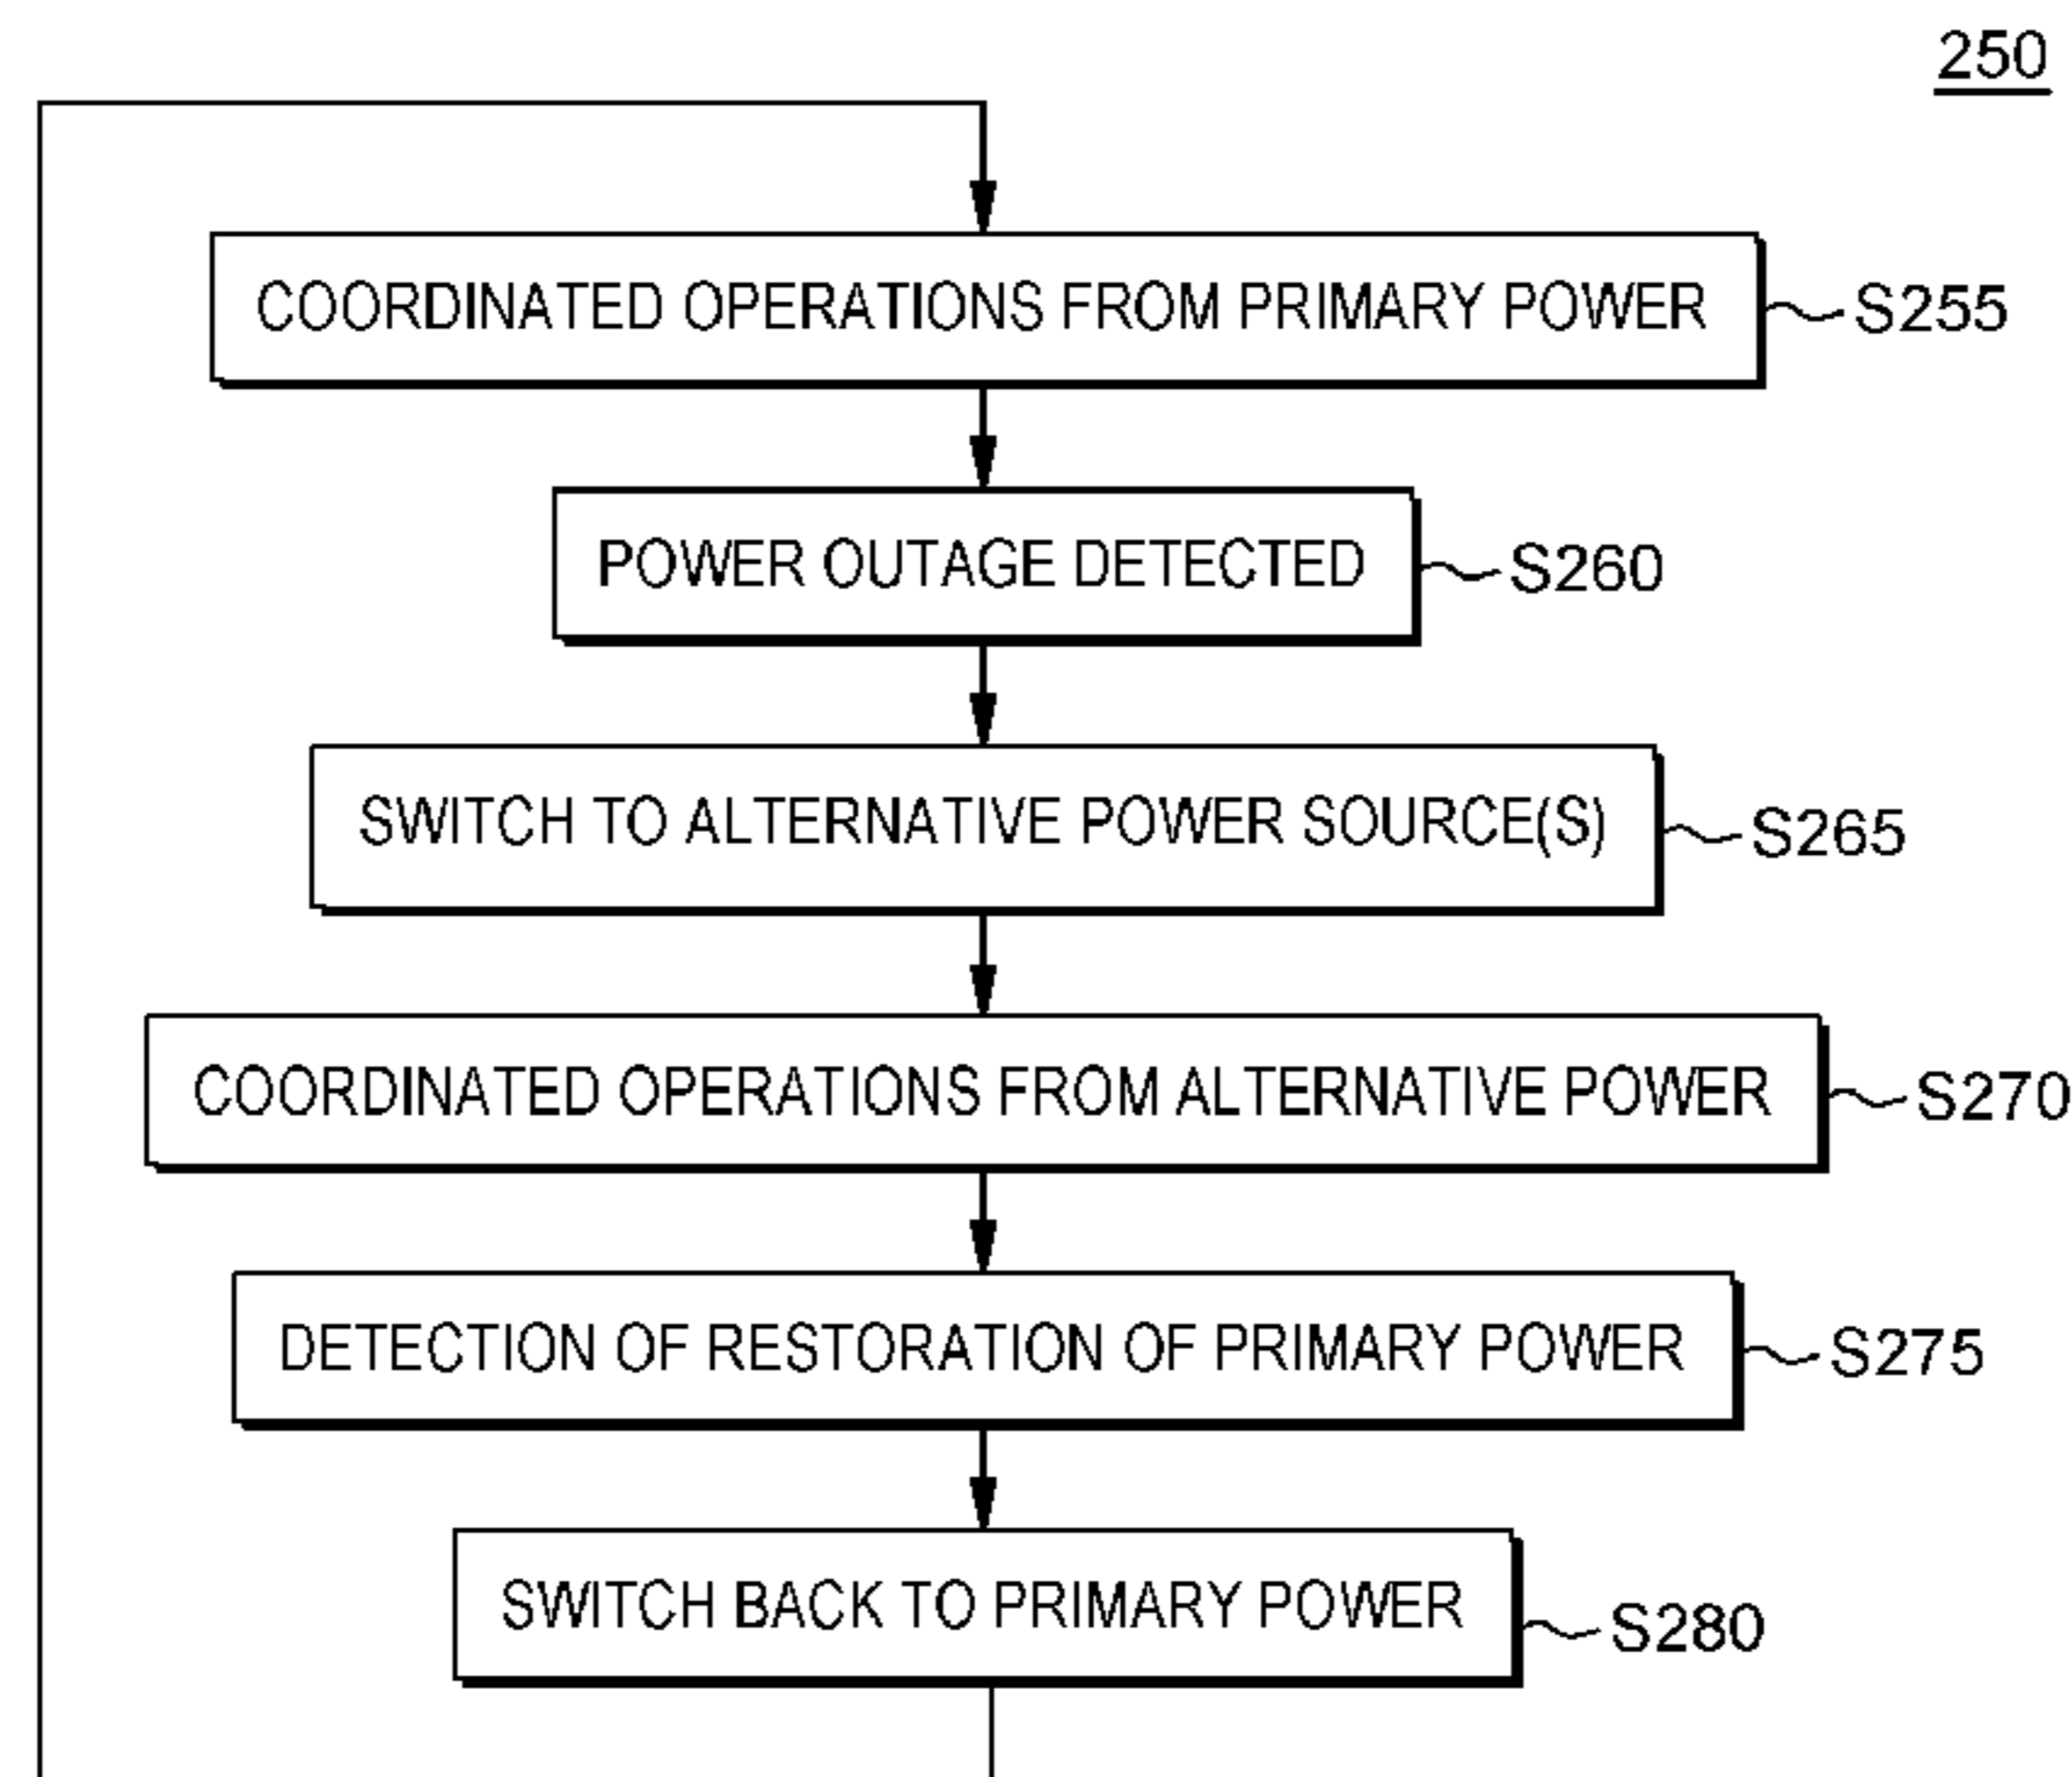 250
COORDINATED OPERATIONS FROM PRIMARY POWER
S255
POWER OUTAGE DETECTED
S260
SWITCH TO ALTERNATIVE POWER SOURCE(S)
S265
COORDINATED OPERATIONS FROM ALTERNATIVE POWER
S270
DETECTION OF RESTORATION OF PRIMARY POWER
S275
SWITCH BACK TO PRIMARY POWER
S280